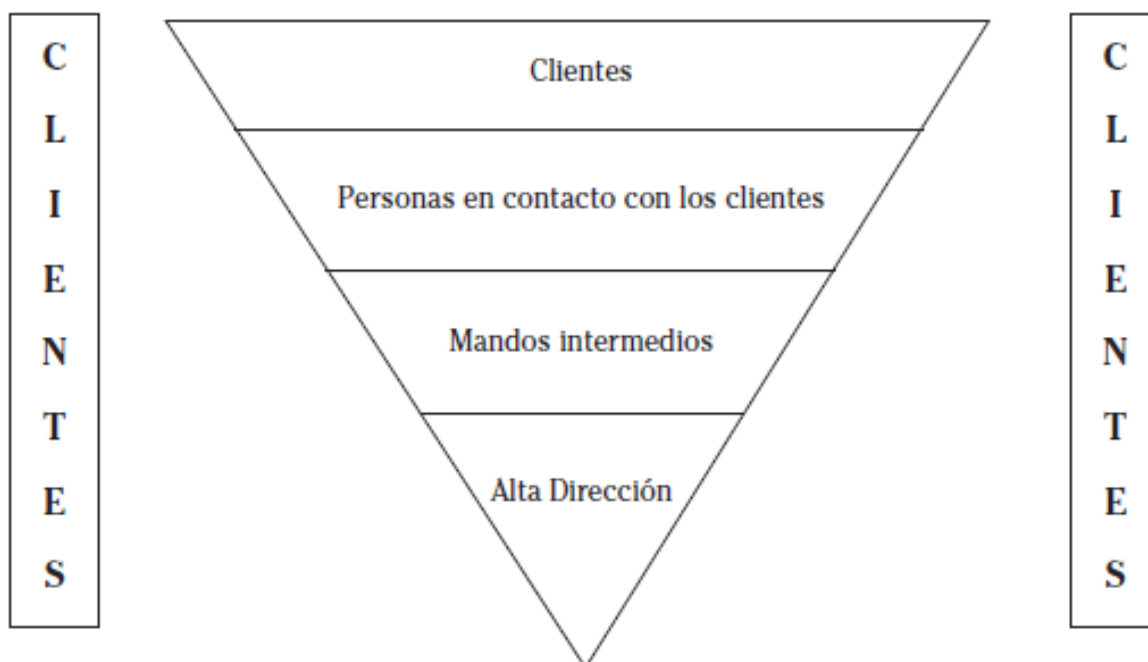 C
L
I
E
N
T
E
S
Clientes
Personas en contacto con los clientes
Mandos intermedios
Alta Dirección
C
L
I
E
N
T
E
S